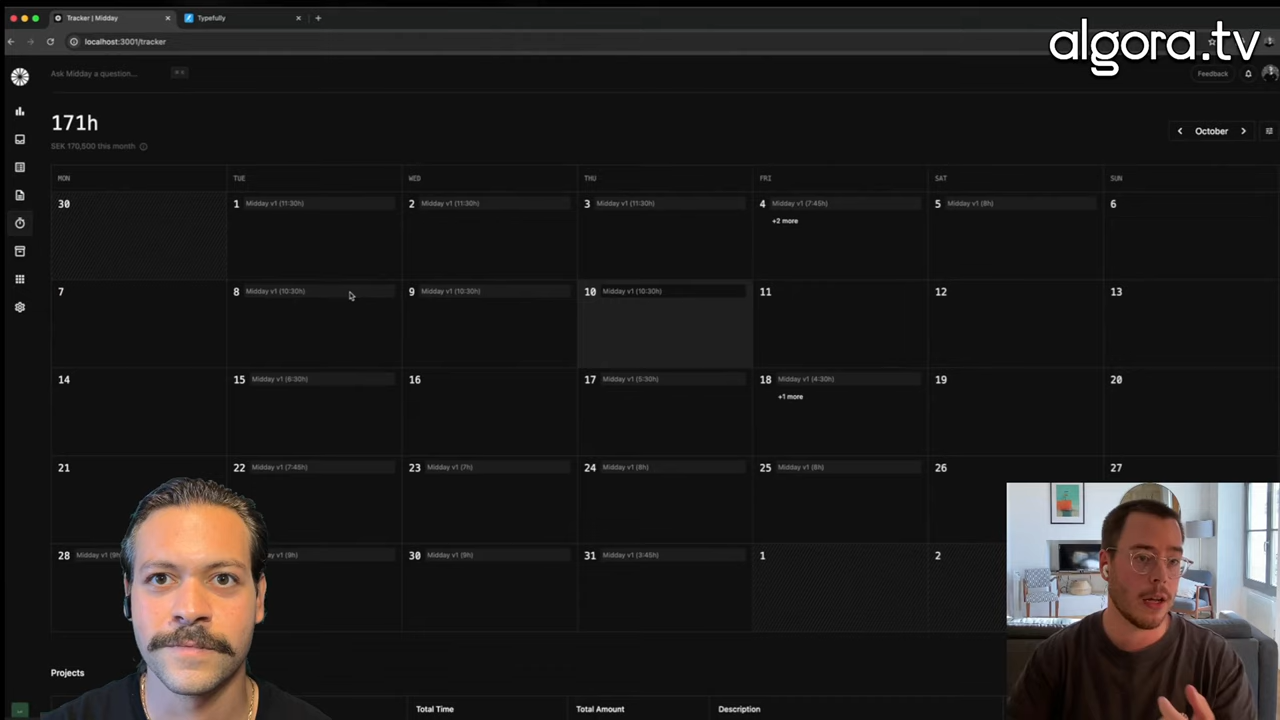 Tracker | Midday
Typefully
localhost:3001/tracker
algora.tv
Ask Midday a question...
Feedback
171h
SEK 170,500 this month
October
MON TUE WED THU FRI SAT SUN
30 1 Midday v1 (11:30h) 2 Midday v1 (11:30h) 3 Midday v1 (11:30h) 4 Midday v1 (7:45h) 5 Midday v1 (8h) 6
+2 more
7 8 Midday v1 (10:30h) 9 Midday v1 (10:30h) 10 Midday v1 (10:30h) 11 12 13
14 15 Midday v1 (6:30h) 16 17 Midday v1 (5:30h) 18 Midday v1 (4:30h) 19 20
+1 more
21 22 Midday v1 (7:45h) 23 Midday v1 (7h) 24 Midday v1 (8h) 25 Midday v1 (8h) 26 27
28 Midday v1 (9h) v1 (9h) 30 Midday v1 (9h) 31 Midday v1 (3:45h) 1 2
Projects
Total Time Total Amount Description